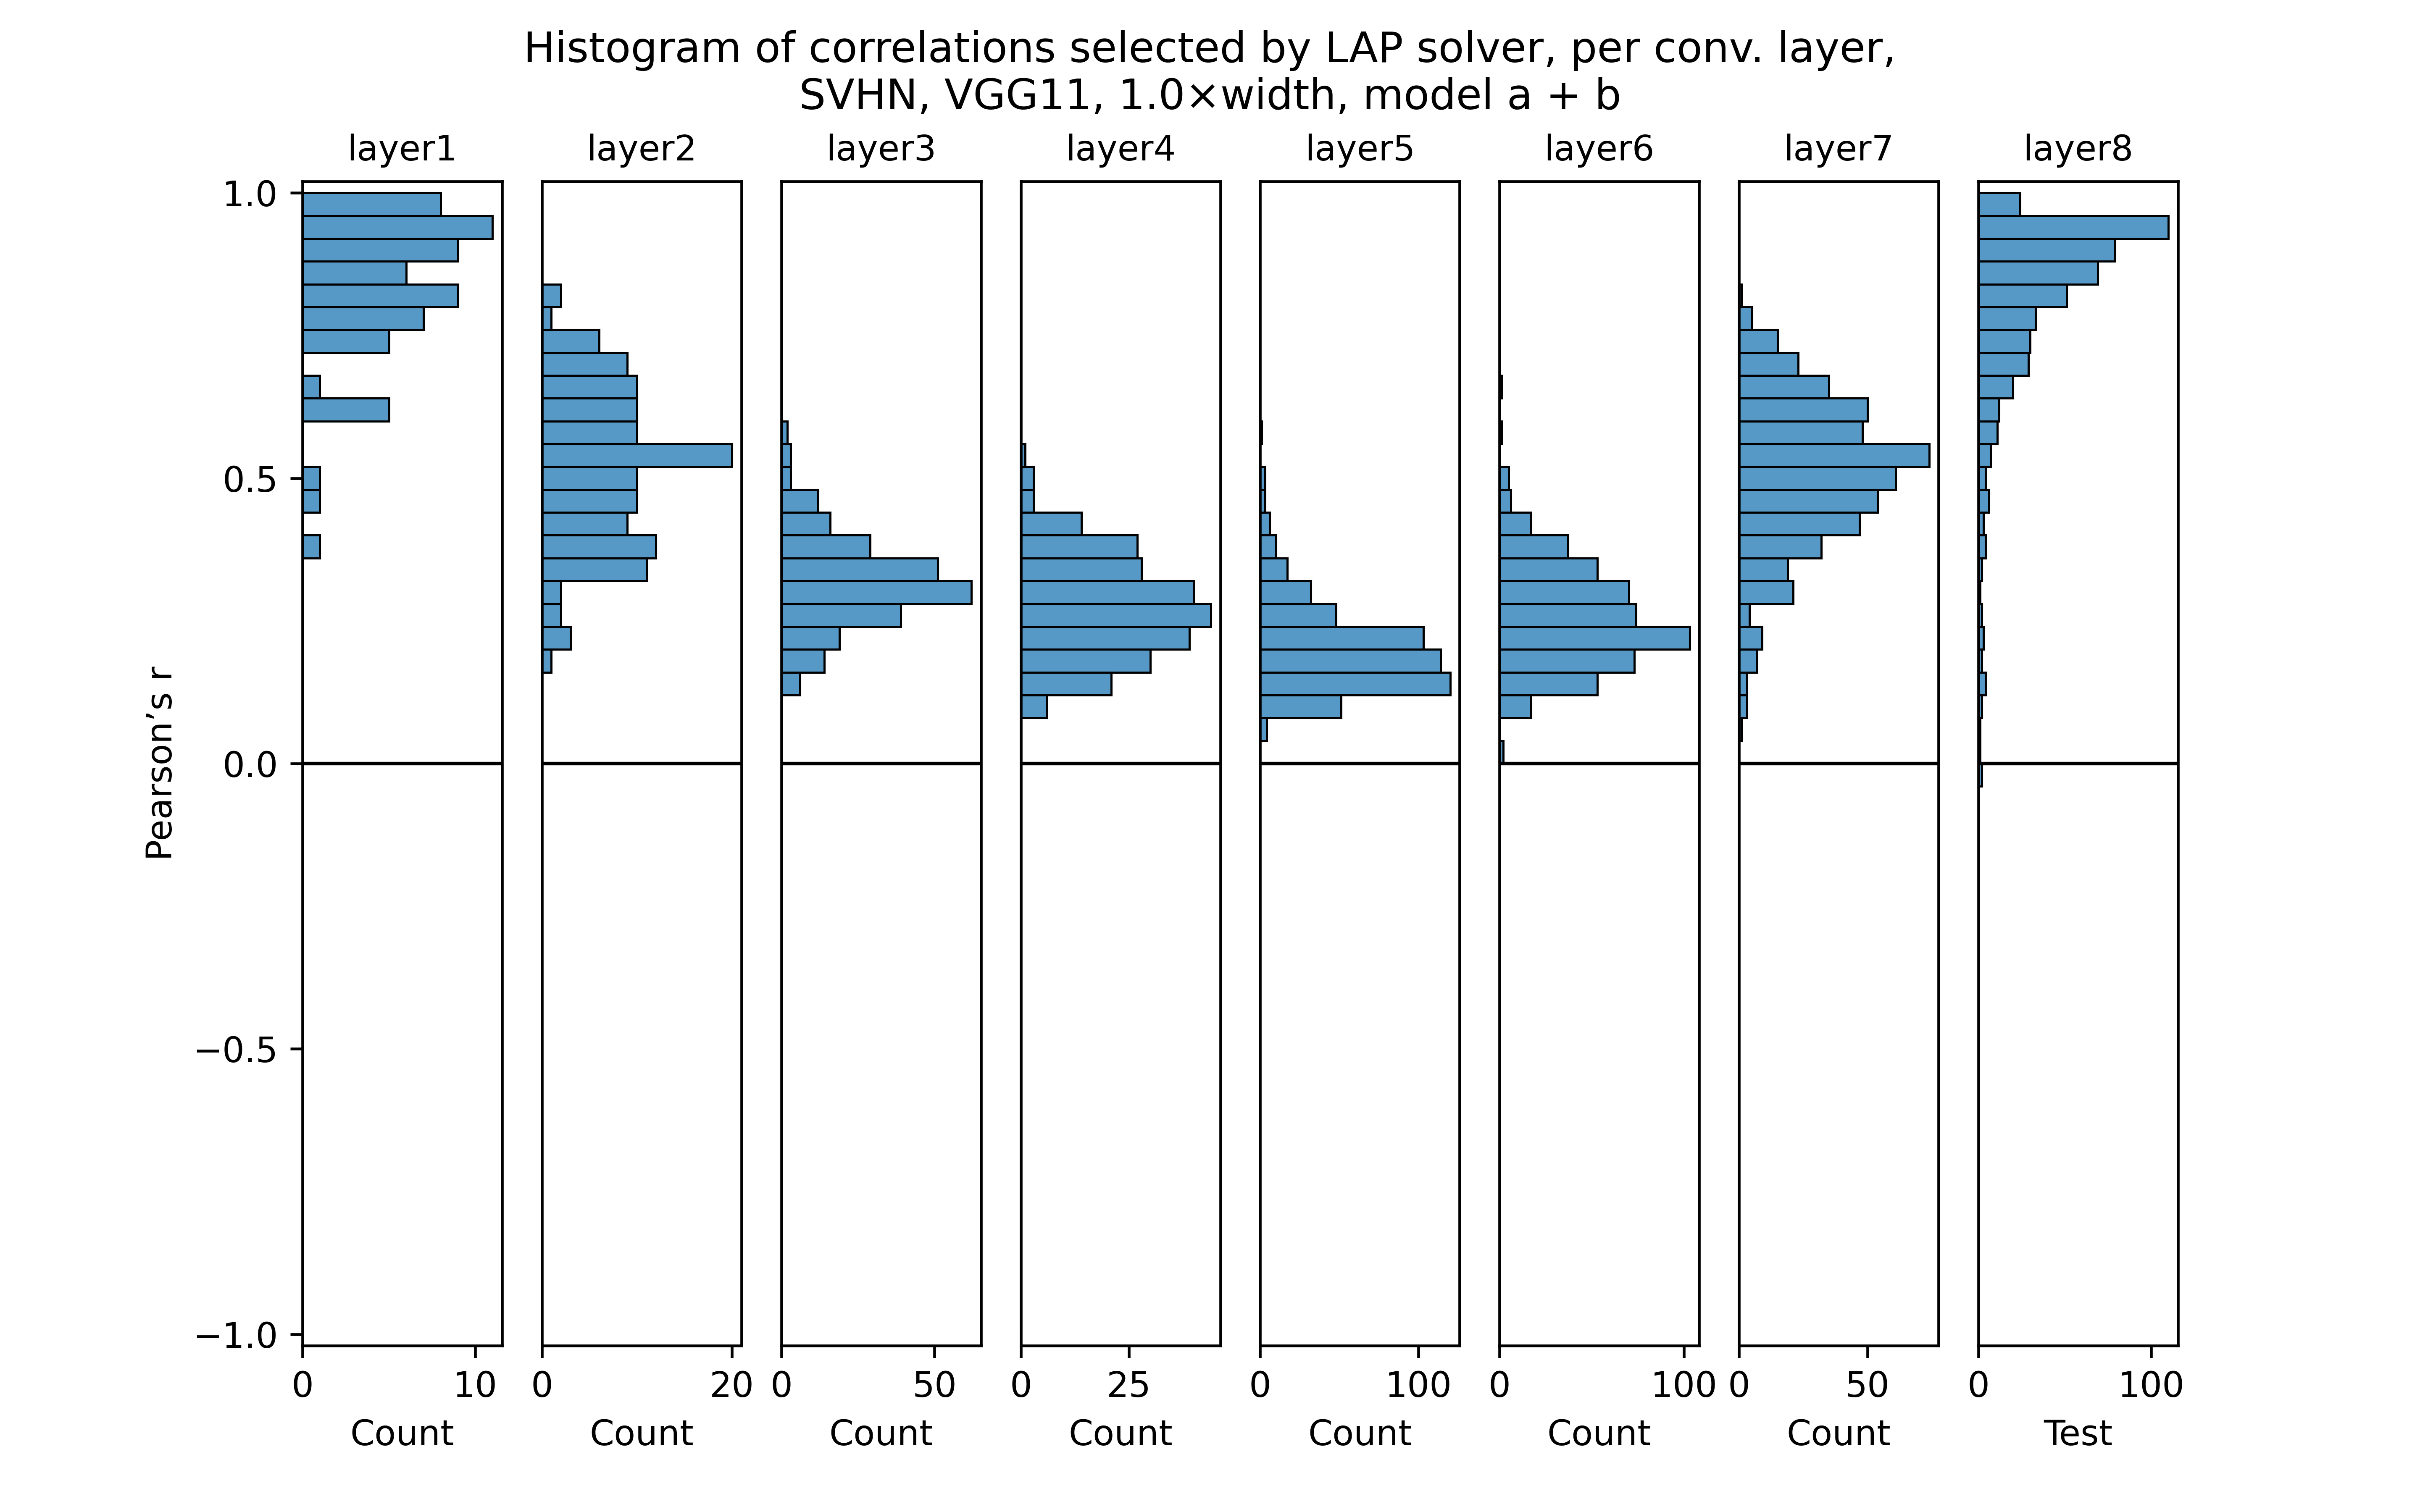 Histogram of correlations selected by LAP solver, per conv. layer,
SVHN, VGG11, 1.0×width, model a + b
layer1 layer2 layer3 layer4 layer5 layer6 layer7 layer8
1.0
0.5
0.0
−0.5
−1.0
Pearson’s r
0 10 0 20 0 50 0 25 0 100 0 100 0 50 0 100
Count Count Count Count Count Count Count Test